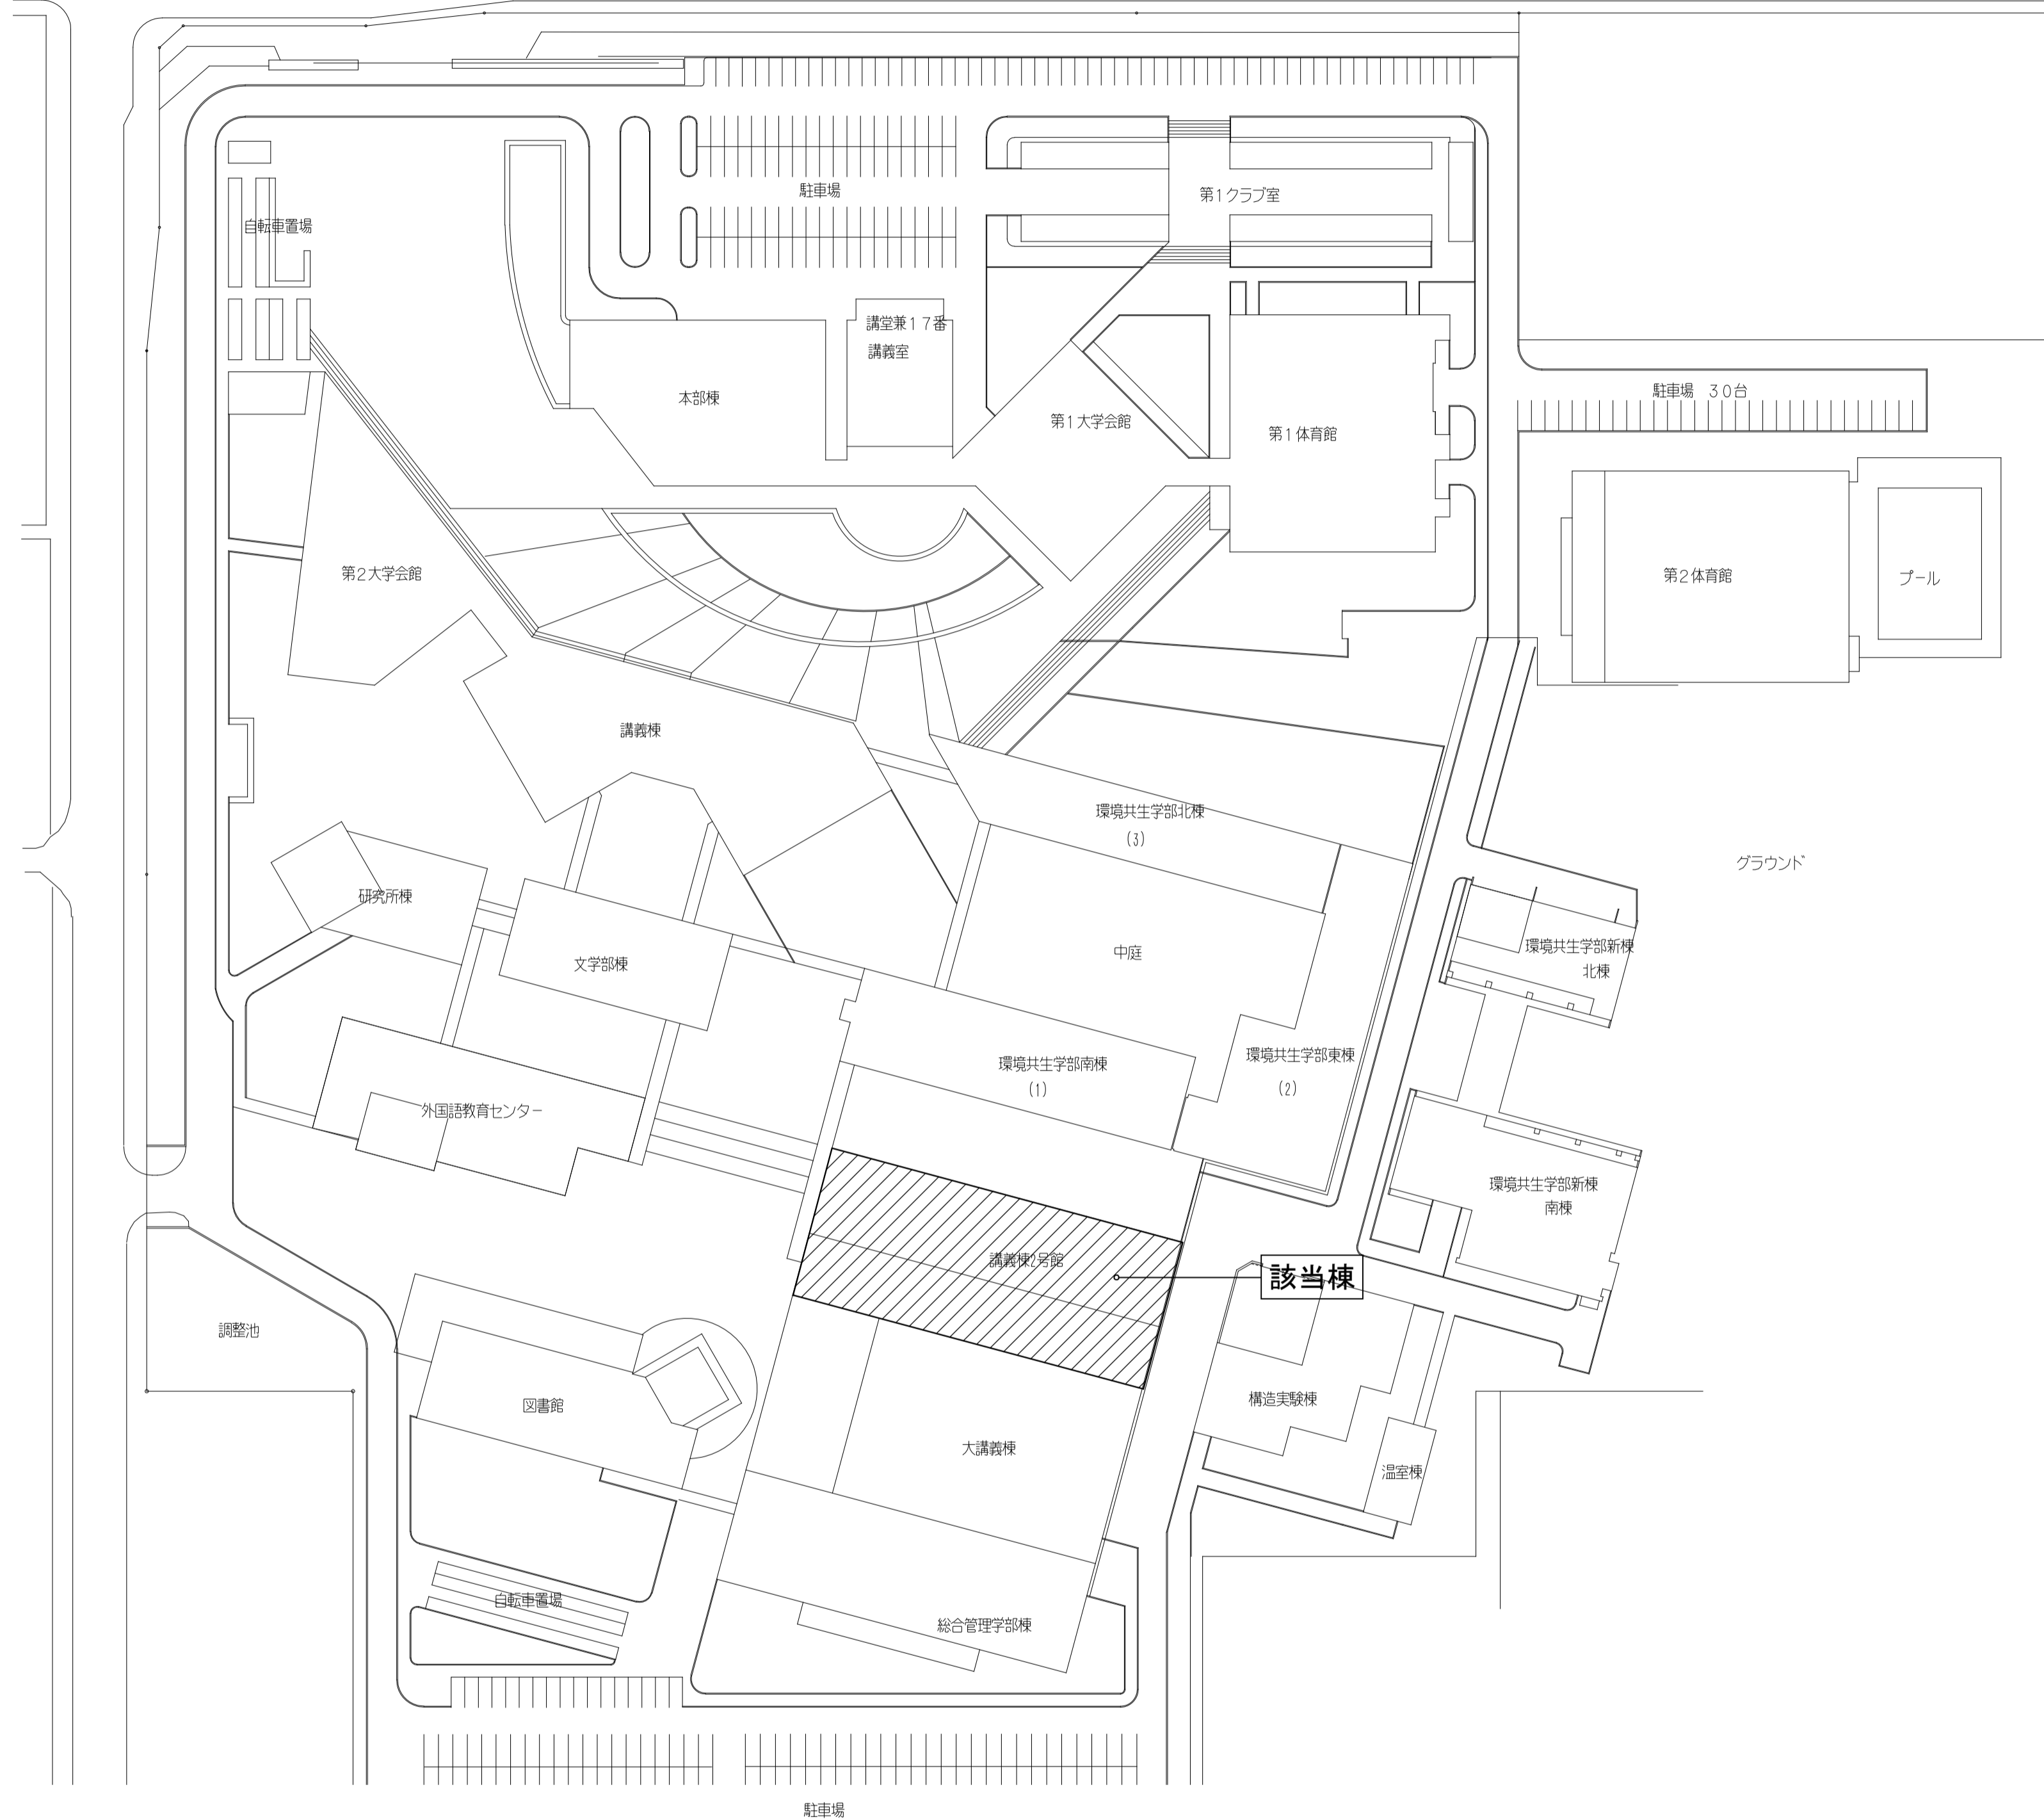 駐車場
第1クラブ室
自転車置場
講堂兼17番
講義室
本部棟
第1大学会館
第1体育館
駐車場 30台
第2大学会館
第2体育館
プール
講義棟
環境共生学部北棟
(3)
グラウンド
研究所棟
文学部棟
中庭
環境共生学部新棟
北棟
環境共生学部南棟
(1)
環境共生学部東棟
(2)
外国語教育センター
環境共生学部新棟
南棟
講義棟2号館
該当棟
調整池
図書館
構造実験棟
大講義棟
温室棟
自転車置場
総合管理学部棟
駐車場